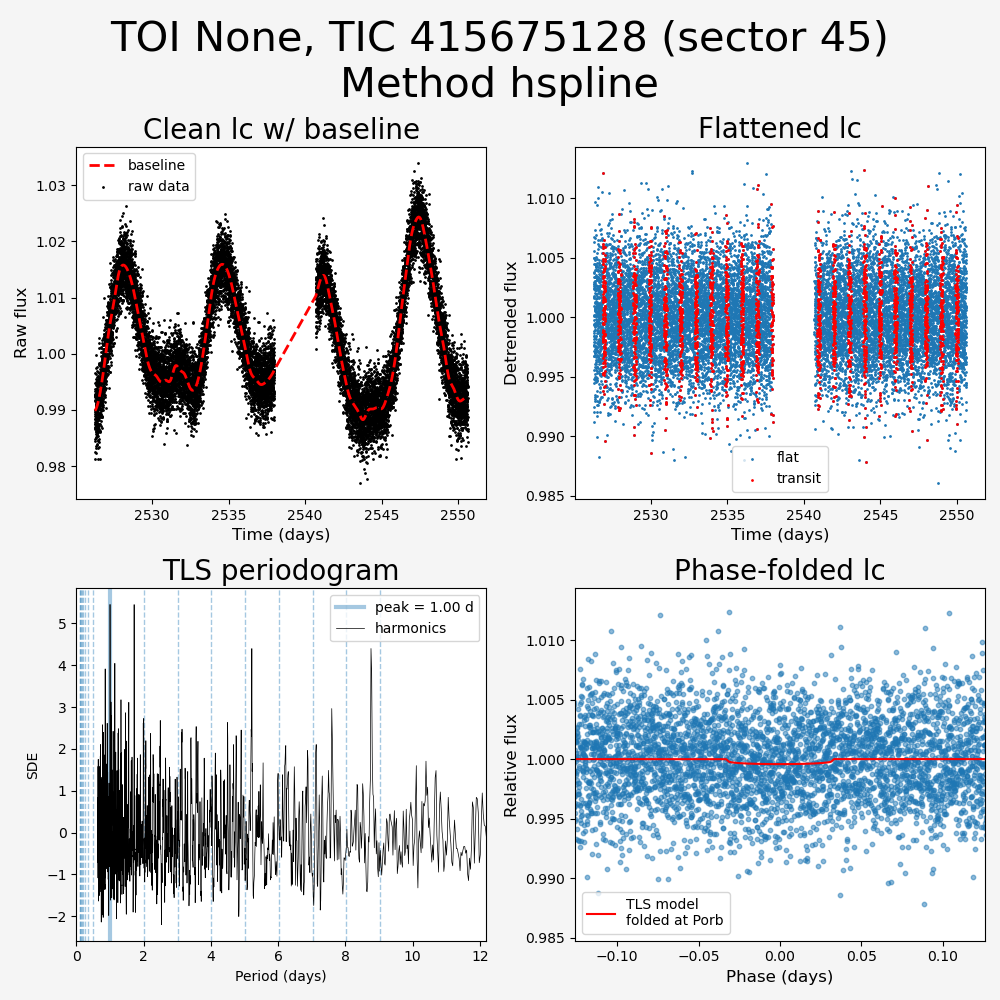 TOI None, TIC 415675128 (sector 45)
Method hspline
Clean lc w/ baseline
baseline
raw data
1.03
1.02
1.01
1.00
0.99
0.98
Raw flux
2530
2535
2540
2545
2550
Time (days)
Flattened lc
1.010
1.005
1.000
0.995
0.990
0.985
Detrended flux
flat
transit
2530
2535
2540
2545
2550
Time (days)
TLS periodogram
peak = 1.00 d
harmonics
5
4
3
2
1
0
−1
−2
SDE
0
2
4
6
8
10
12
Period (days)
Phase-folded lc
1.010
1.005
1.000
0.995
0.990
0.985
Relative flux
TLS model
folded at Porb
−0.10
−0.05
0.00
0.05
0.10
Phase (days)